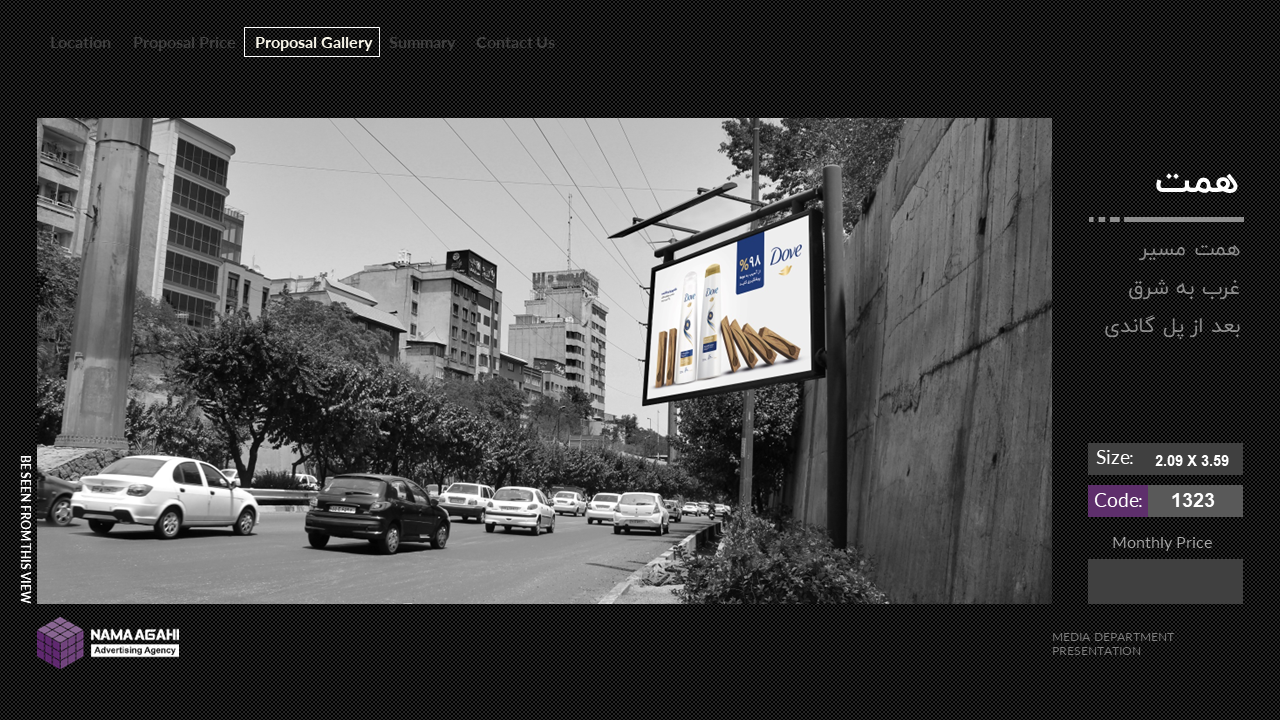 Location
Proposal Price
Proposal Gallery
Summary
Contact Us
همت
همت مسیر
غرب به شرق
بعد از پل گاندی
%۹۸
Dove
Dove
Dove
Size: 2.09 X 3.59
Code: 1323
Monthly Price
BE SEEN FROM THIS VIEW
NAMA AGAHI
Advertising Agency
MEDIA DEPARTMENT
PRESENTATION